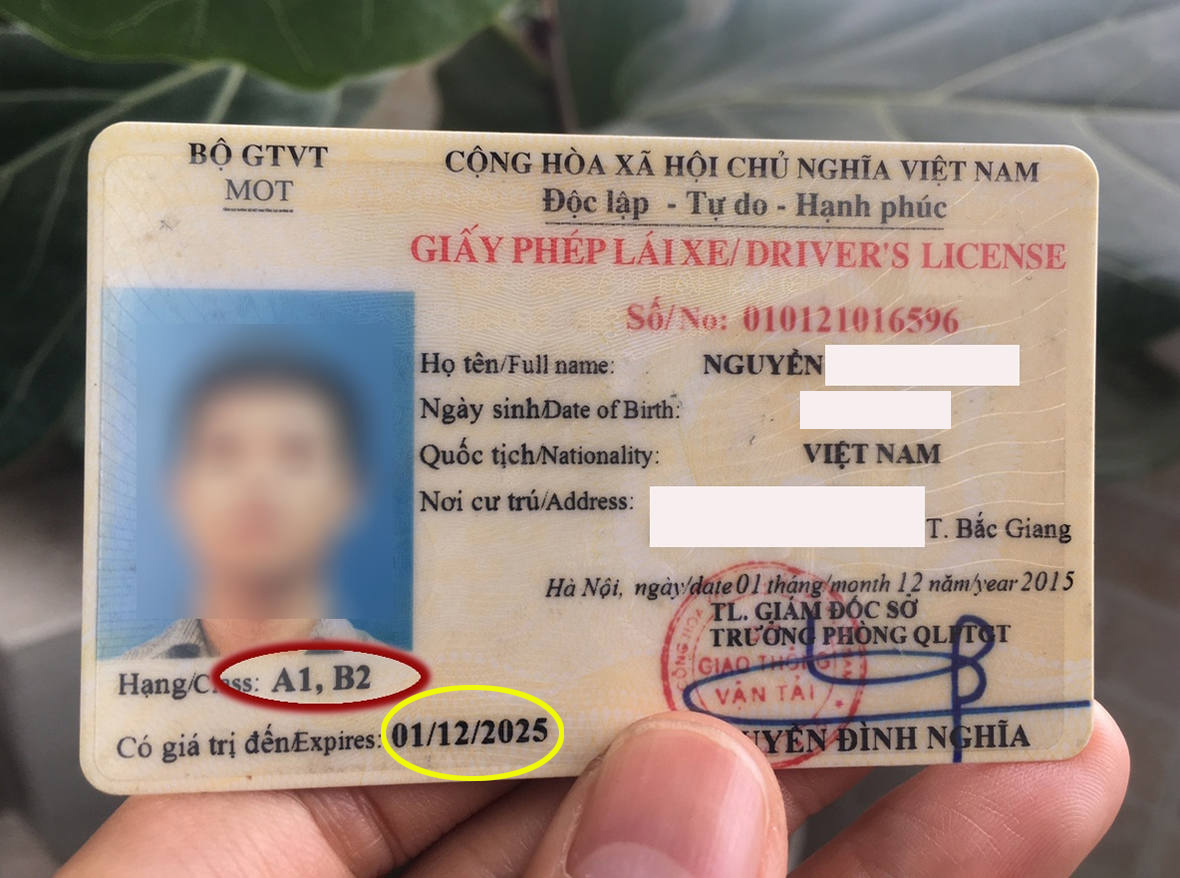 BỘ GTVT
MOT
CỘNG HÒA XÃ HỘI CHỦ NGHĨA VIỆT NAM
Độc lập - Tự do - Hạnh phúc
GIẤY PHÉP LÁI XE/ DRIVER'S LICENSE
Số/No: 010121016596
Họ tên/Full name: NGUYỀN
Ngày sinh/Date of Birth:
Quốc tịch/Nationality: VIỆT NAM
Nơi cư trú/Address:
T. Bắc Giang
Hà Nội, ngày/date 01 tháng/month 12 năm/year 2015
TL. GIÁM ĐỐC SỞ
TRƯỞNG PHÒNG QLPTGT
GIAO THÔNG
VẬN TẢI
Hạng/Class: A1, B2
Có giá trị đến/Expires: 01/12/2025
ĐÌNH NGHĨA